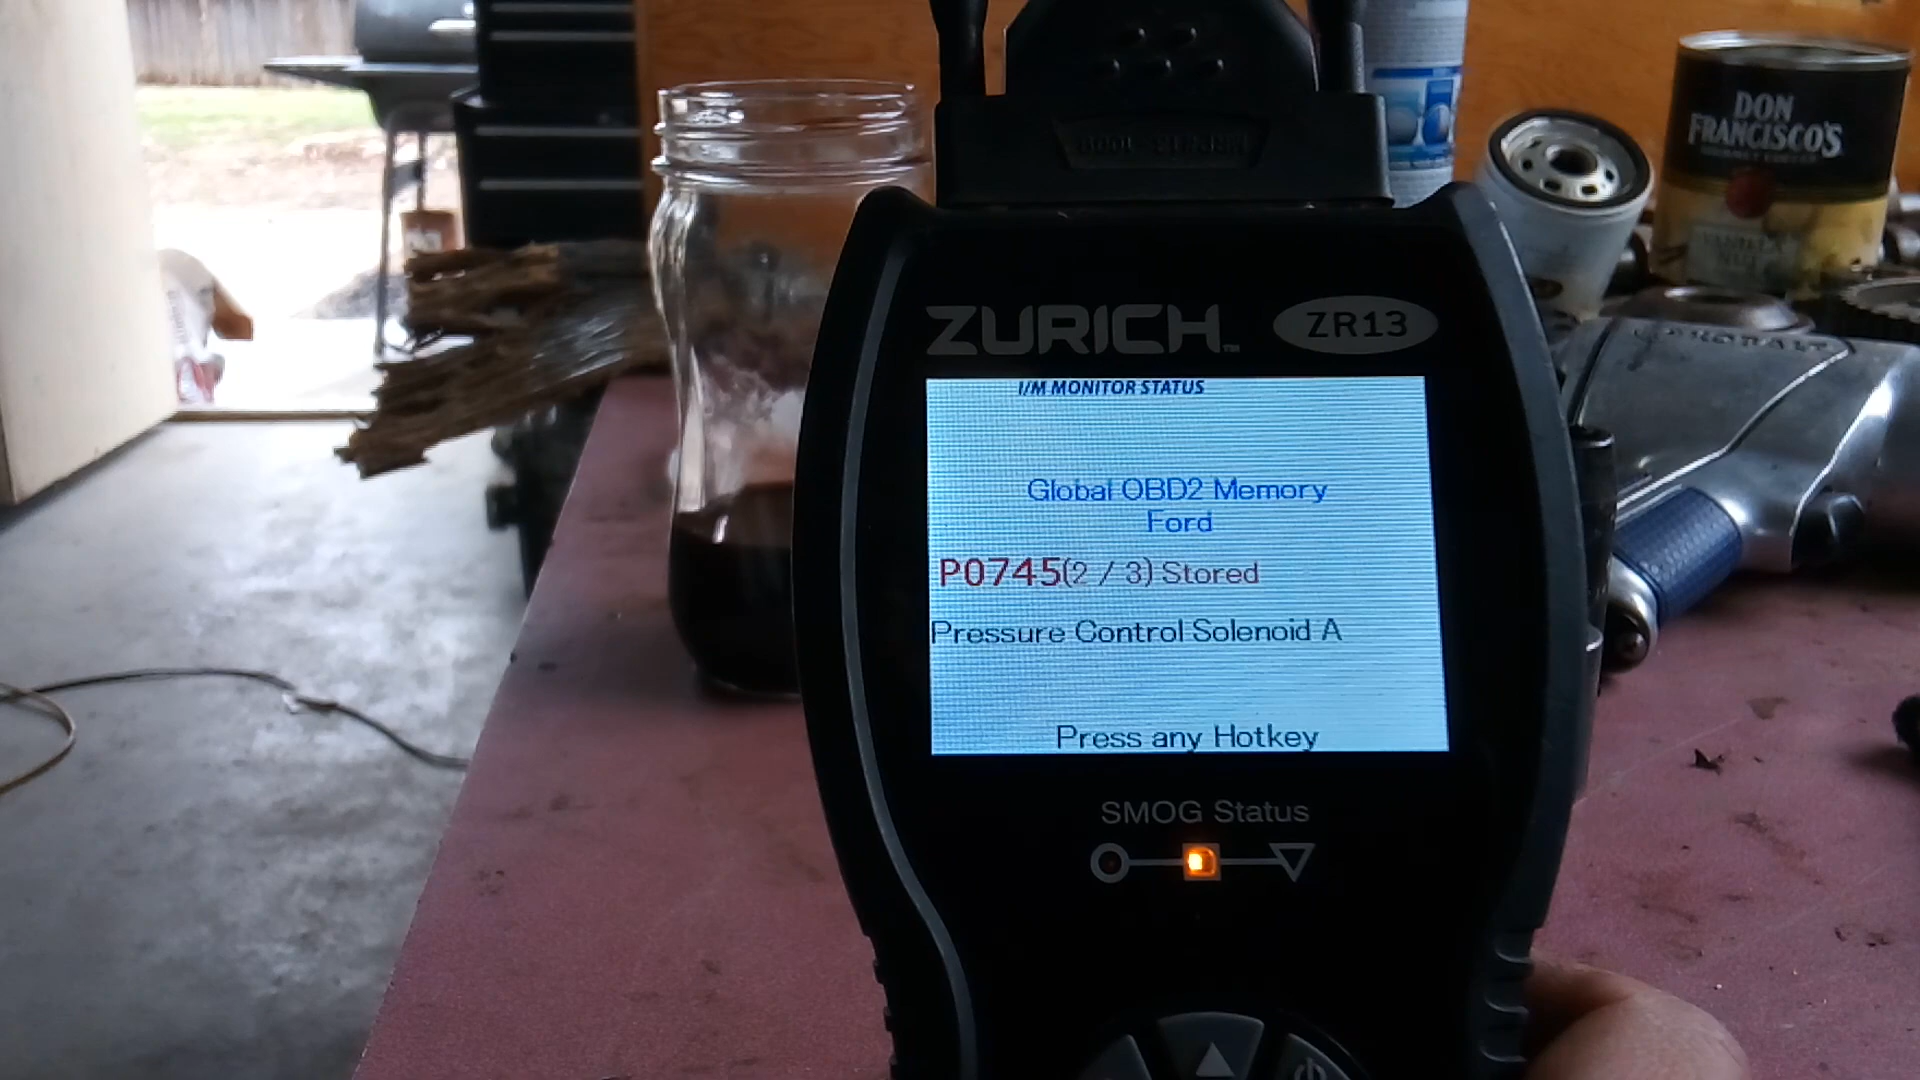 DON
FRANCISCO'S
ZURICH
ZR13
I/M MONITOR STATUS
Global OBD2 Memory
Ford
P0745(2 / 3) Stored
Pressure Control Solenoid A
Press any Hotkey
SMOG Status